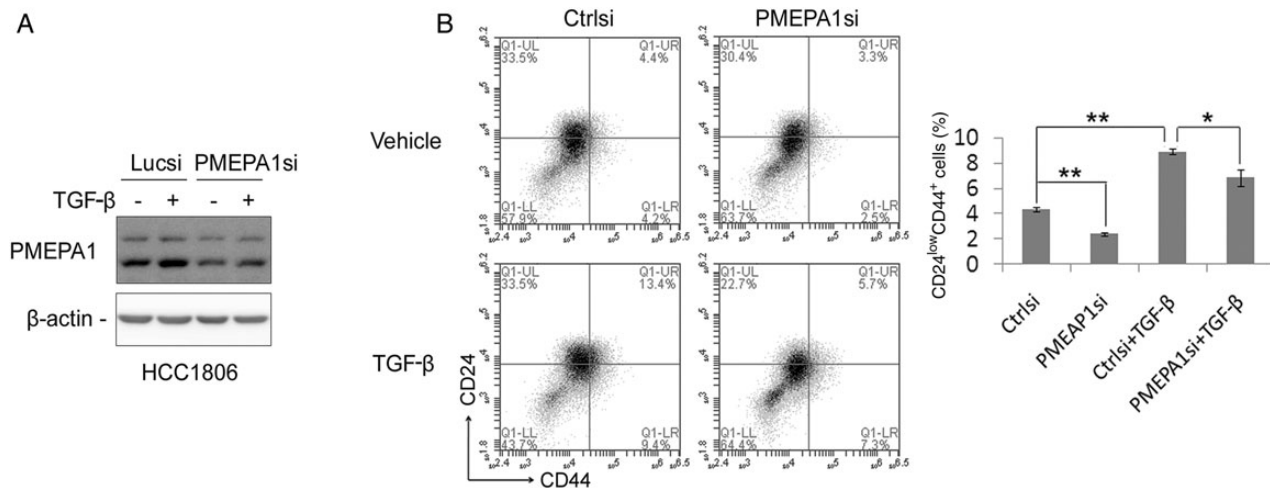 A
Lucsi PMEPA1si
TGF-β - + - +
PMEPA1
β-actin -
HCC1806
B
Ctrlsi PMEPA1si
Vehicle
Q1-UL Q1-UR
33.5% 4.4%
Q1-LL Q1-LR
57.9% 4.2%
Q1-UL Q1-UR
30.4% 3.3%
Q1-LL Q1-LR
63.7% 2.5%
TGF-β
Q1-UL Q1-UR
33.5% 13.4%
Q1-LL Q1-LR
43.7% 9.4%
Q1-UL Q1-UR
22.7% 5.7%
Q1-LL Q1-LR
64.4% 7.3%
CD24
CD44
CD24lowCD44+ cells (%)
10
8
6
4
2
0
** ** *
Ctrlsi
PMEAP1si
Ctrlsi+TGF-β
PMEPA1si+TGF-β